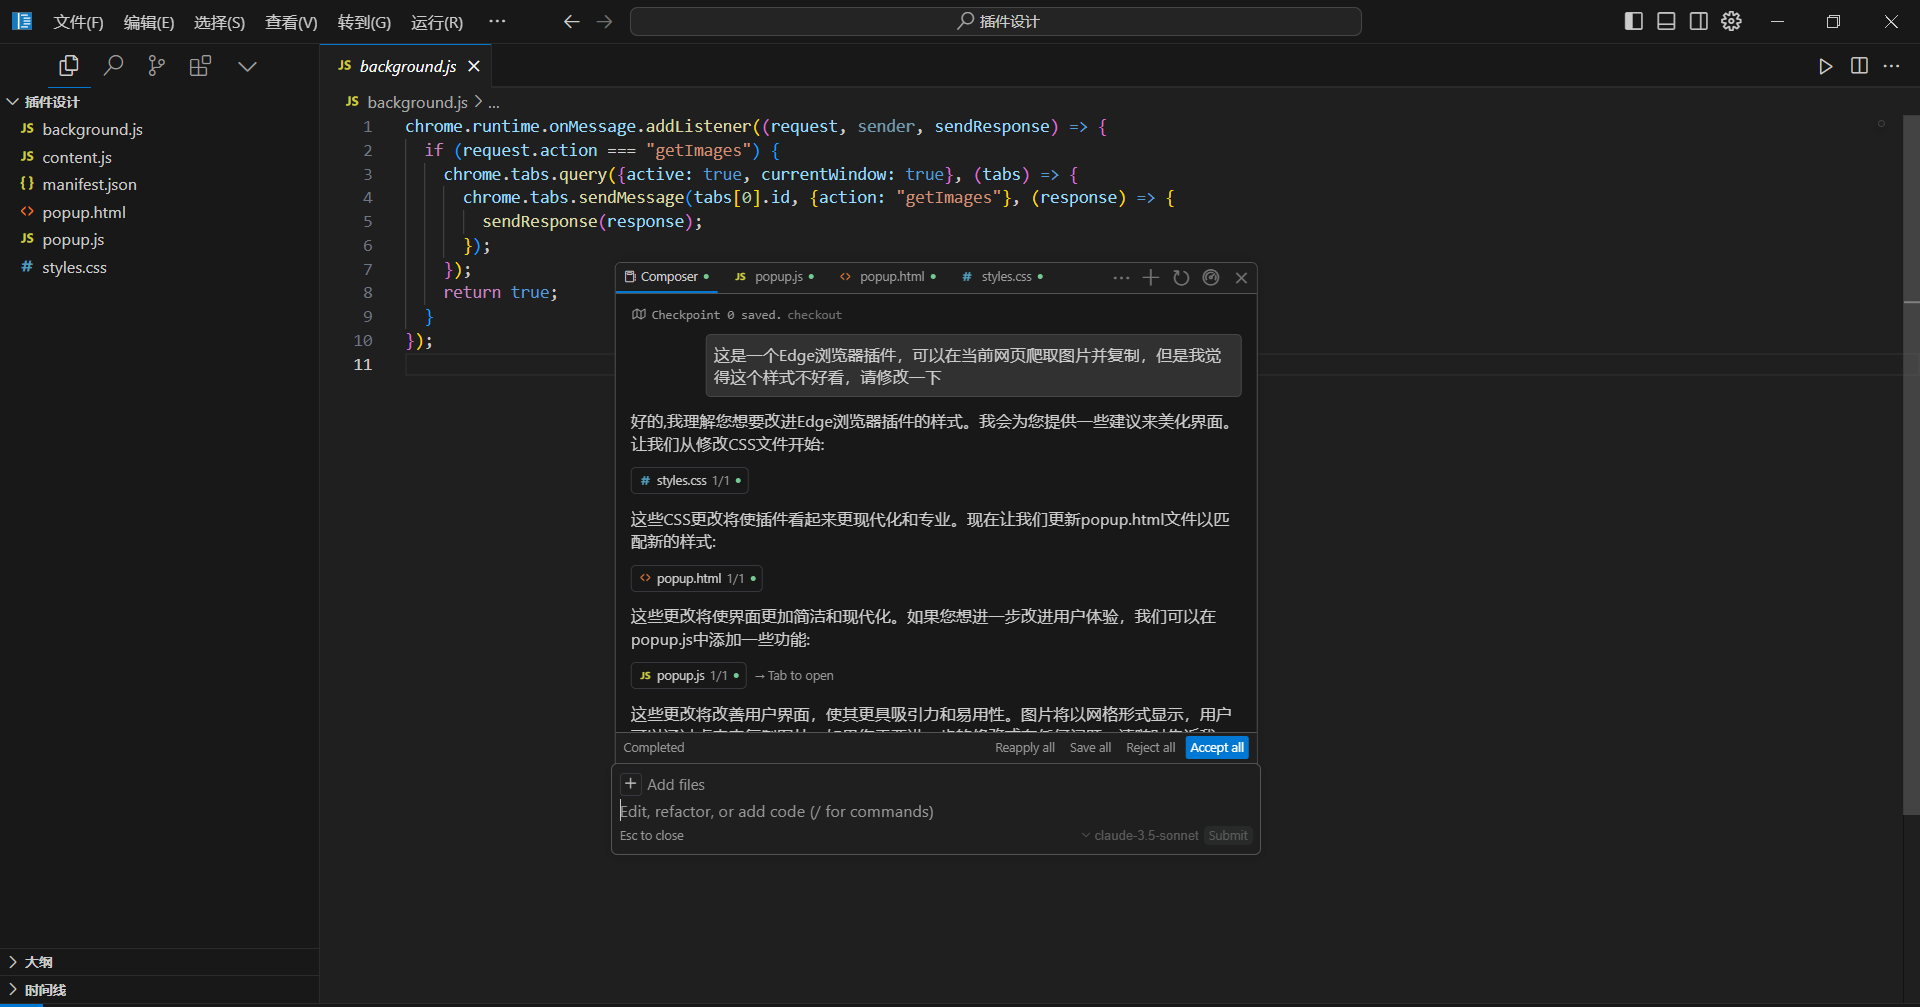 文件(F) 编辑(E) 选择(S) 查看(V) 转到(G) 运行(R) ···
插件设计
JS background.js
插件设计
JS background.js
JS content.js
{} manifest.json
<> popup.html
JS popup.js
# styles.css
JS background.js > ...
1 chrome.runtime.onMessage.addListener((request, sender, sendResponse) => {
2 if (request.action === "getImages") {
3 chrome.tabs.query({active: true, currentWindow: true}, (tabs) => {
4 chrome.tabs.sendMessage(tabs[0].id, {action: "getImages"}, (response) => {
5 sendResponse(response);
6 });
7 });
8 return true;
9 }
10 });
11
Composer JS popup.js <> popup.html # styles.css
Checkpoint 0 saved. checkout
这是一个Edge浏览器插件，可以在当前网页爬取图片并复制，但是我觉
得这个样式不好看，请修改一下
好的,我理解您想要改进Edge浏览器插件的样式。我会为您提供一些建议来美化界面。
让我们从修改CSS文件开始:
# styles.css 1/1
这些CSS更改将使插件看起来更现代化和专业。现在让我们更新popup.html文件以匹
配新的样式:
<> popup.html 1/1
这些更改将使界面更加简洁和现代化。如果您想进一步改进用户体验，我们可以在
popup.js中添加一些功能:
JS popup.js 1/1 → Tab to open
这些更改将改善用户界面，使其更具吸引力和易用性。图片将以网格形式显示，用户
Completed Reapply all Save all Reject all Accept all
+ Add files
Edit, refactor, or add code (/ for commands)
Esc to close claude-3.5-sonnet Submit
大纲
时间线